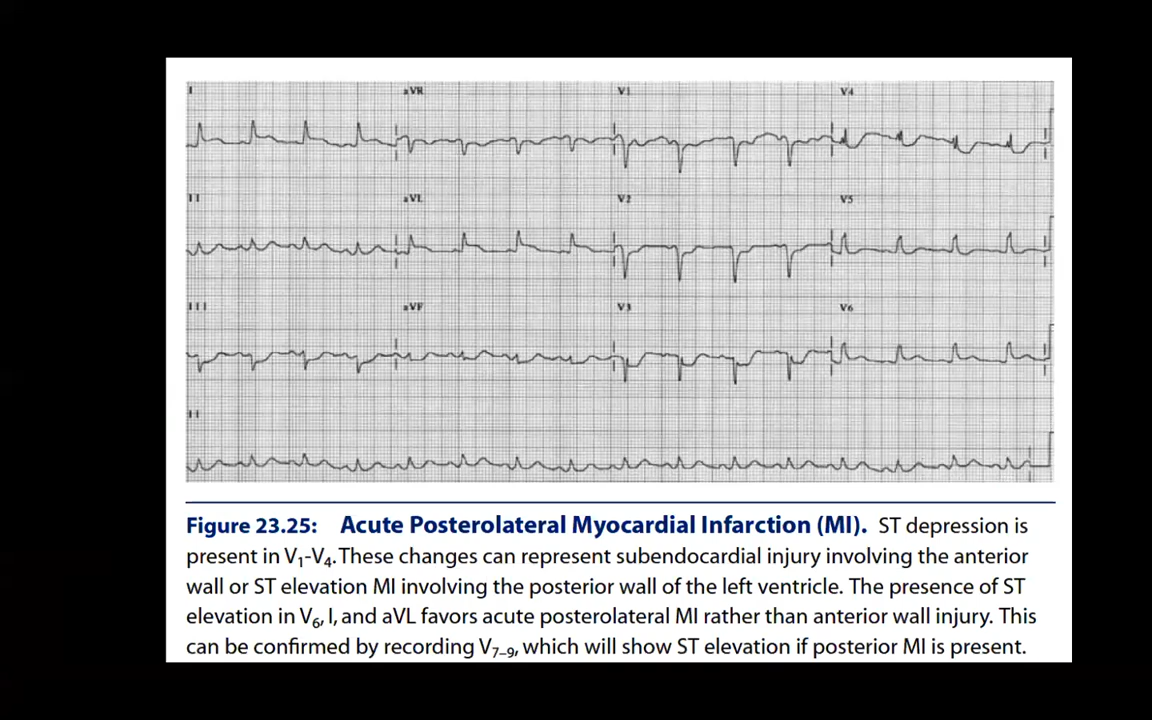 I aVR V1 V4
II aVL V2 V5
III aVF V3 V6
II
Figure 23.25: Acute Posterolateral Myocardial Infarction (MI). ST depression is
present in V1-V4. These changes can represent subendocardial injury involving the anterior
wall or ST elevation MI involving the posterior wall of the left ventricle. The presence of ST
elevation in V6, I, and aVL favors acute posterolateral MI rather than anterior wall injury. This
can be confirmed by recording V7–9, which will show ST elevation if posterior MI is present.